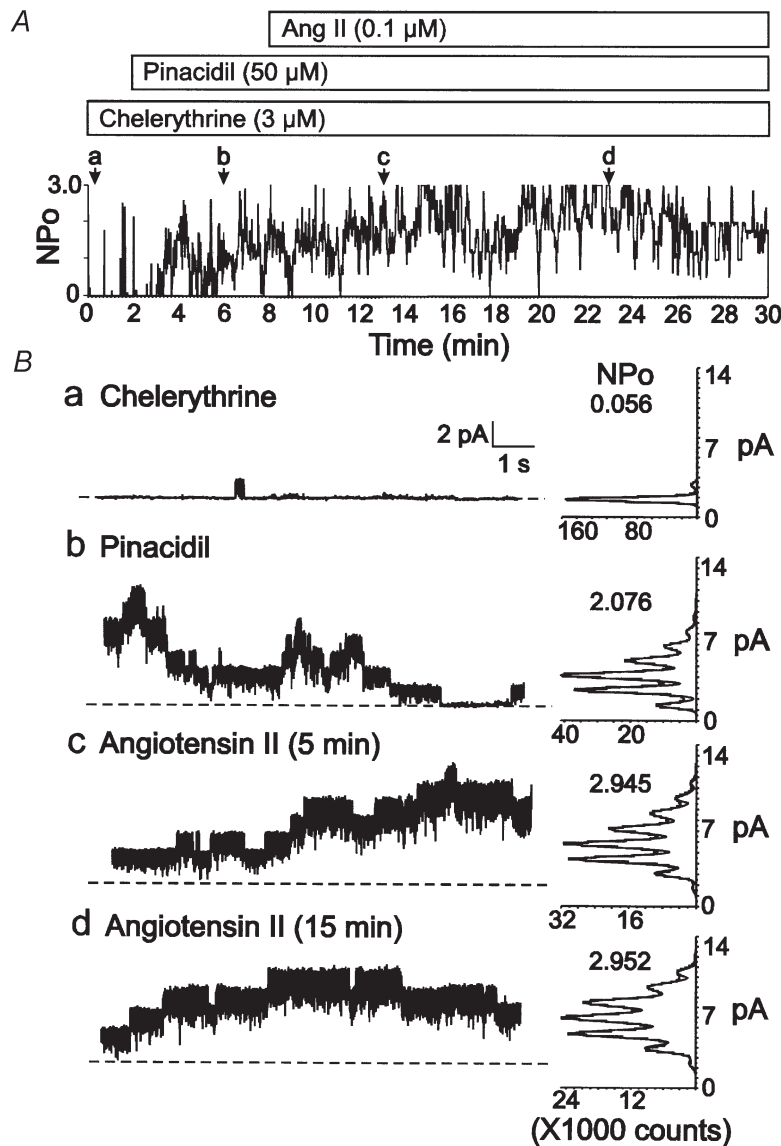 A
Ang II (0.1 µM)
Pinacidil (50 µM)
Chelerythrine (3 µM)
a b c d
3.0
NPo
0
0 2 4 6 8 10 12 14 16 18 20 22 24 26 28 30
Time (min)
B
a Chelerythrine
2 pA
1 s
NPo
0.056
14
7 pA
0
160 80
b Pinacidil
2.076
14
7 pA
0
40 20
c Angiotensin II (5 min)
2.945
14
7 pA
0
32 16
d Angiotensin II (15 min)
2.952
14
7 pA
0
24 12
(X1000 counts)